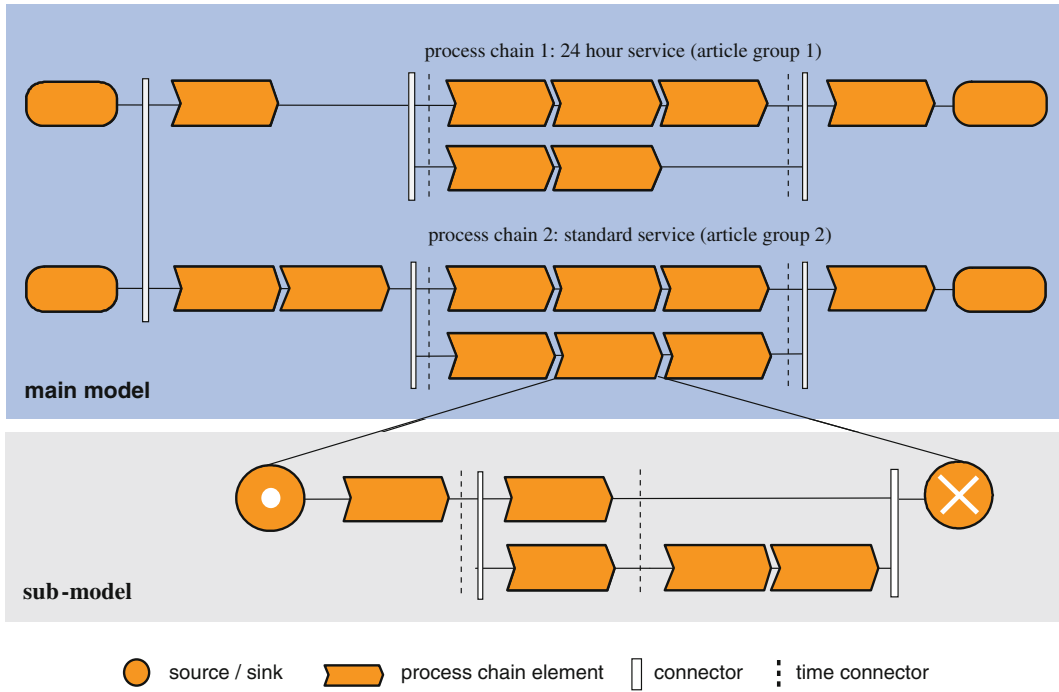 process chain 1: 24 hour service (article group 1)
process chain 2: standard service (article group 2)
main model
sub-model
source / sink
process chain element
connector
time connector